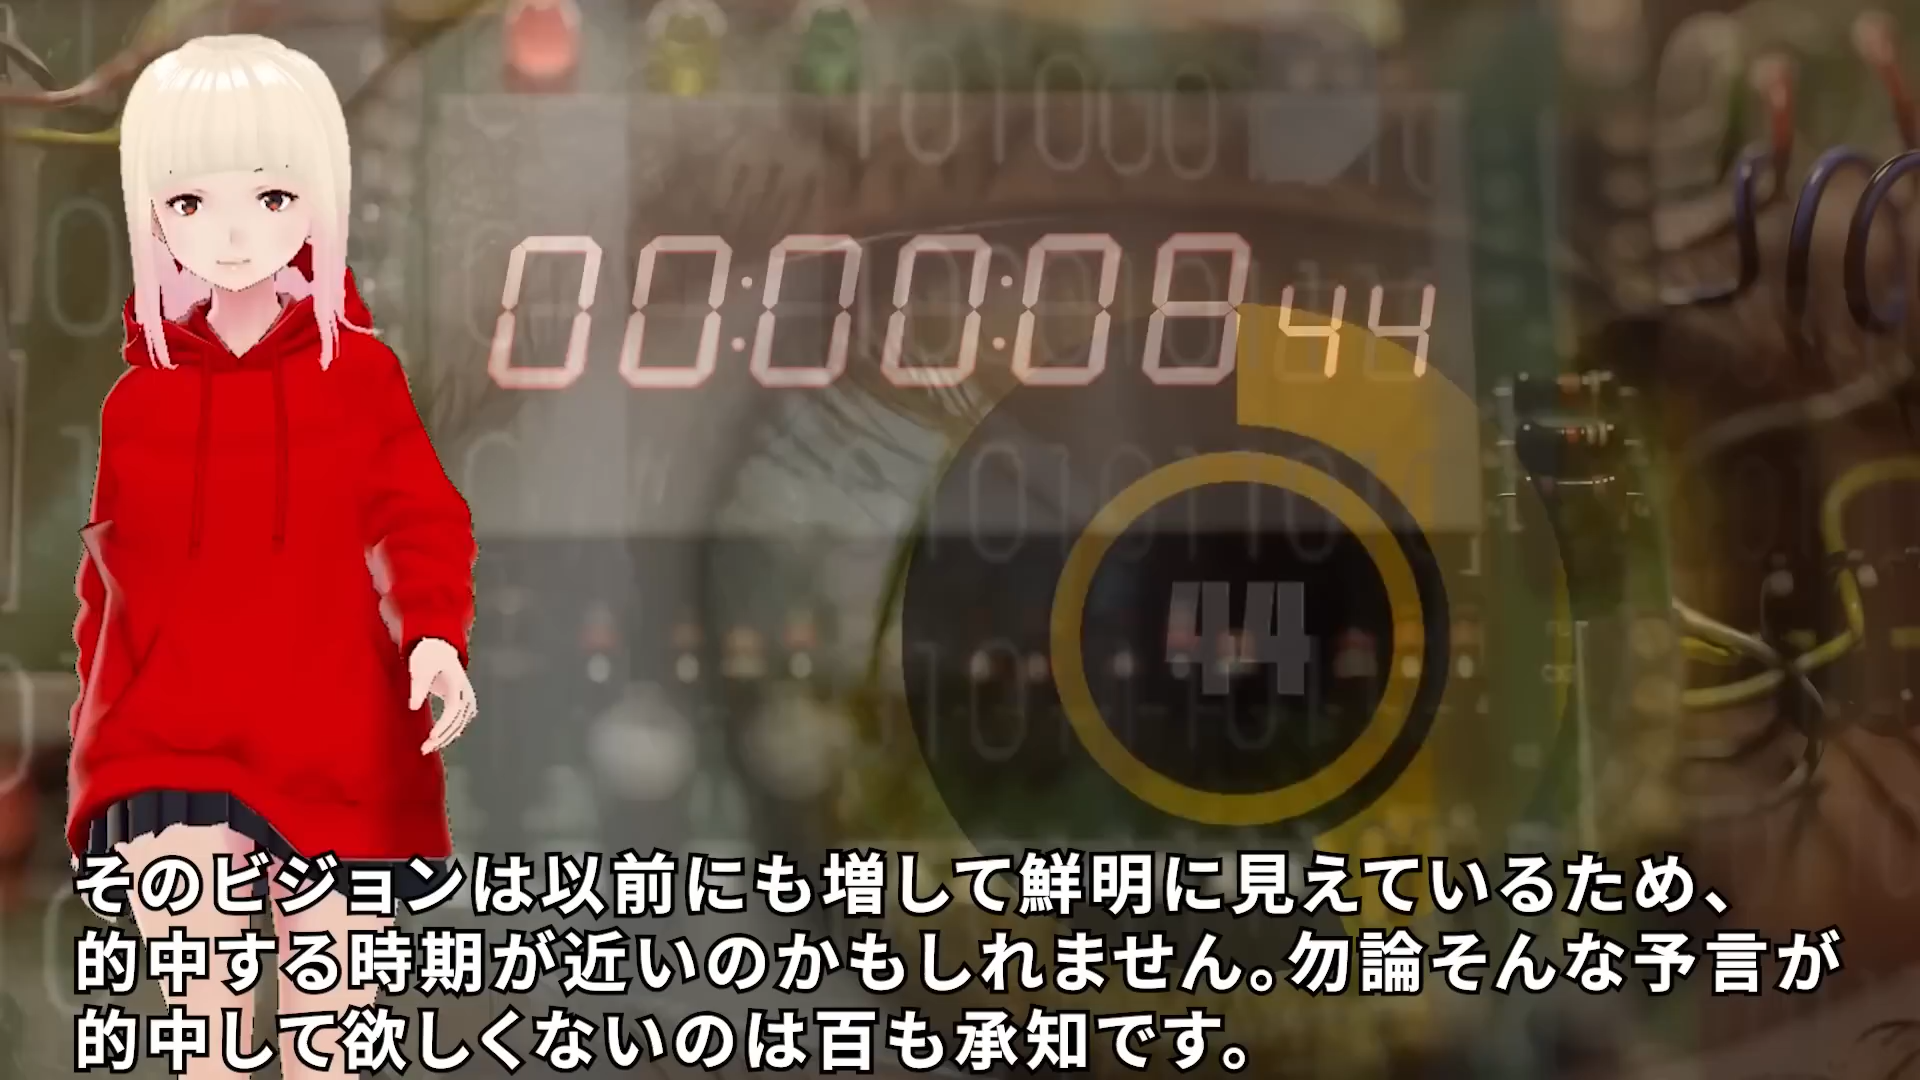 101000 10
00:00:08 44
44
そのビジョンは以前にも増して鮮明に見えているため、
的中する時期が近いのかもしれません。勿論そんな予言が
的中して欲しくないのは百も承知です。